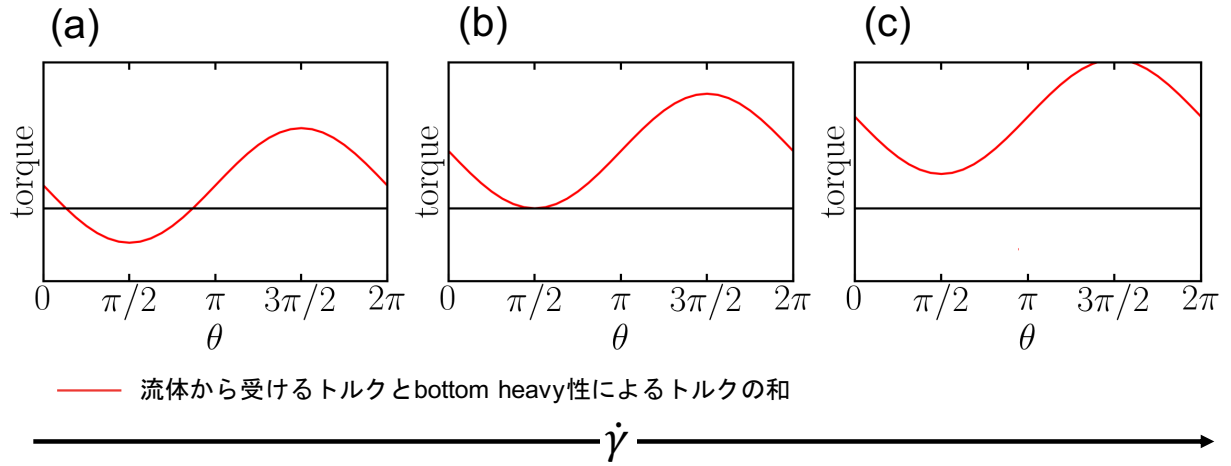 (a) (b) (c)
torque torque torque
0 π/2 π 3π/2 2π 0 π/2 π 3π/2 2π 0 π/2 π 3π/2 2π
θ θ θ
流体から受けるトルクとbottom heavy性によるトルクの和
γ̇